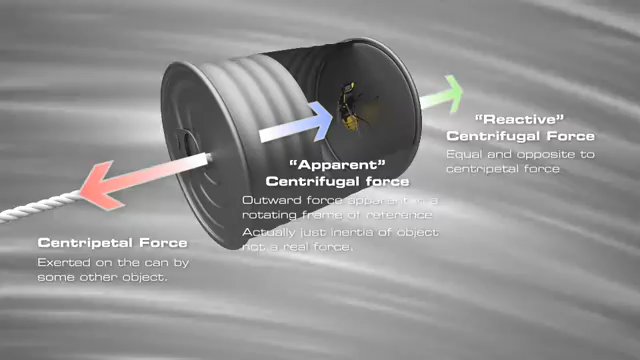 "Reactive"
Centrifugal Force
Equal and opposite to
centripetal force
"Apparent"
Centrifugal force
Outward force apparent in a
rotating frame of reference.
Actually just inertia of object
not a real force.
Centripetal Force
Exerted on the can by
some other object.